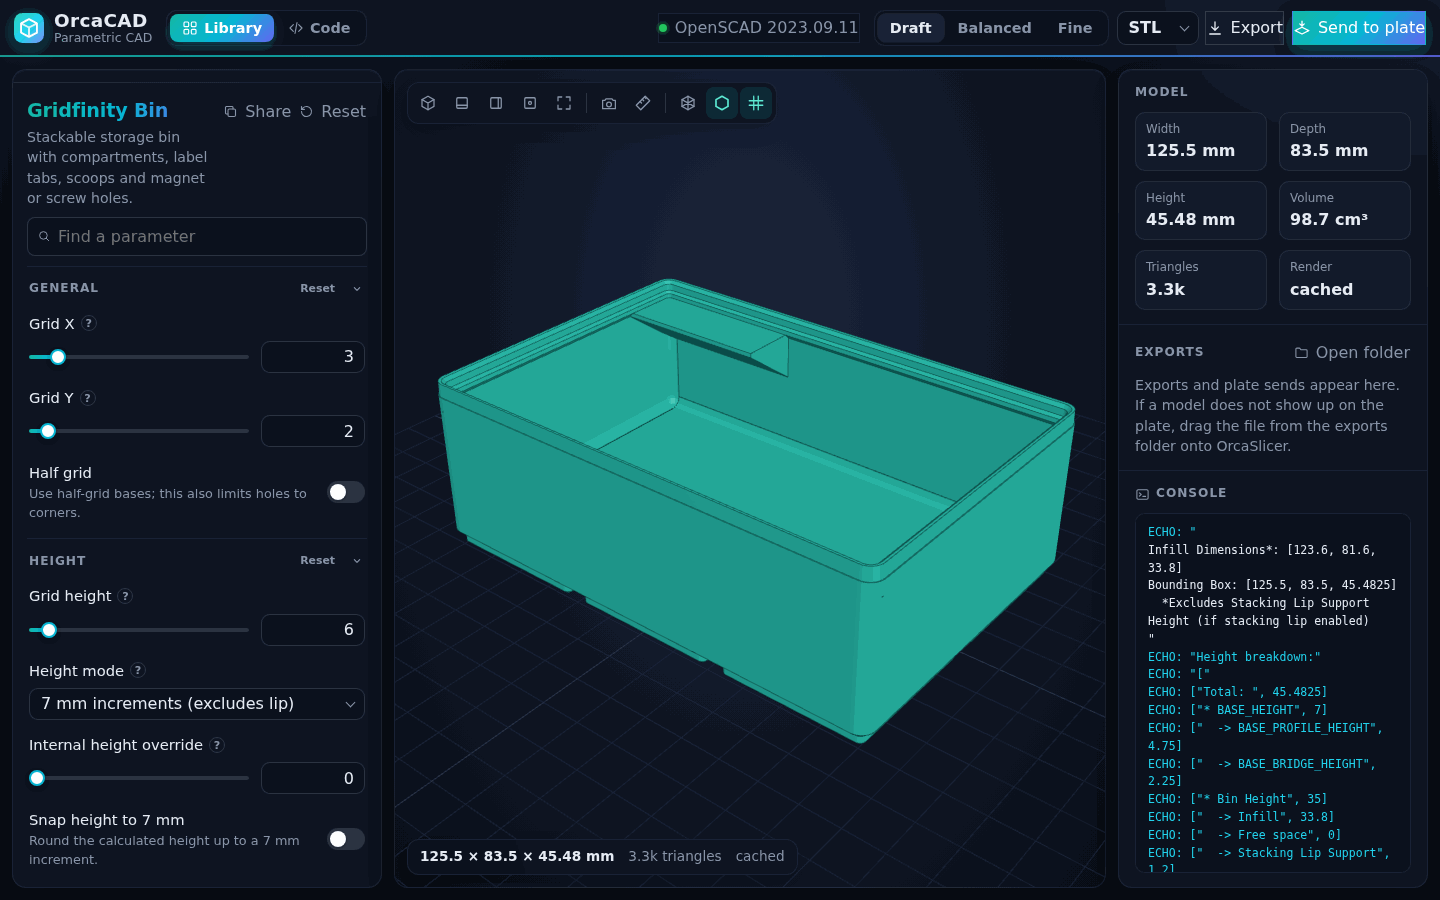 OrcaCAD
Parametric CAD
Library
Code
OpenSCAD 2023.09.11
Draft
Balanced
Fine
STL
Export
Send to plate
Gridfinity Bin
Share
Reset
Stackable storage bin
with compartments, label
tabs, scoops and magnet
or screw holes.
Find a parameter
GENERAL
Reset
Grid X ?
3
Grid Y ?
2
Half grid
Use half-grid bases; this also limits holes to
corners.
HEIGHT
Reset
Grid height ?
6
Height mode ?
7 mm increments (excludes lip)
Internal height override ?
0
Snap height to 7 mm
Round the calculated height up to a 7 mm
increment.
125.5 × 83.5 × 45.48 mm 3.3k triangles cached
MODEL
Width
125.5 mm
Depth
83.5 mm
Height
45.48 mm
Volume
98.7 cm³
Triangles
3.3k
Render
cached
EXPORTS
Open folder
Exports and plate sends appear here.
If a model does not show up on the
plate, drag the file from the exports
folder onto OrcaSlicer.
CONSOLE
ECHO: "
Infill Dimensions*: [123.6, 81.6,
33.8]
Bounding Box: [125.5, 83.5, 45.4825]
*Excludes Stacking Lip Support
Height (if stacking lip enabled)
"
ECHO: "Height breakdown:"
ECHO: "["
ECHO: ["Total: ", 45.4825]
ECHO: ["* BASE_HEIGHT", 7]
ECHO: ["  -> BASE_PROFILE_HEIGHT",
4.75]
ECHO: ["  -> BASE_BRIDGE_HEIGHT",
2.25]
ECHO: ["* Bin Height", 35]
ECHO: ["  -> Infill", 33.8]
ECHO: ["  -> Free space", 0]
ECHO: ["  -> Stacking Lip Support",
1.2]